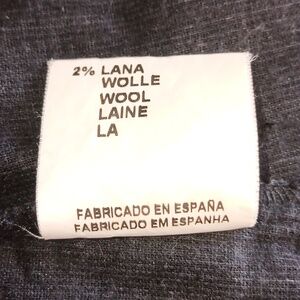 2% LANA
WOLLE
WOOL
LAINE
LA
FABRICADO EN ESPAÑA
FABRICADO EM ESPANHA